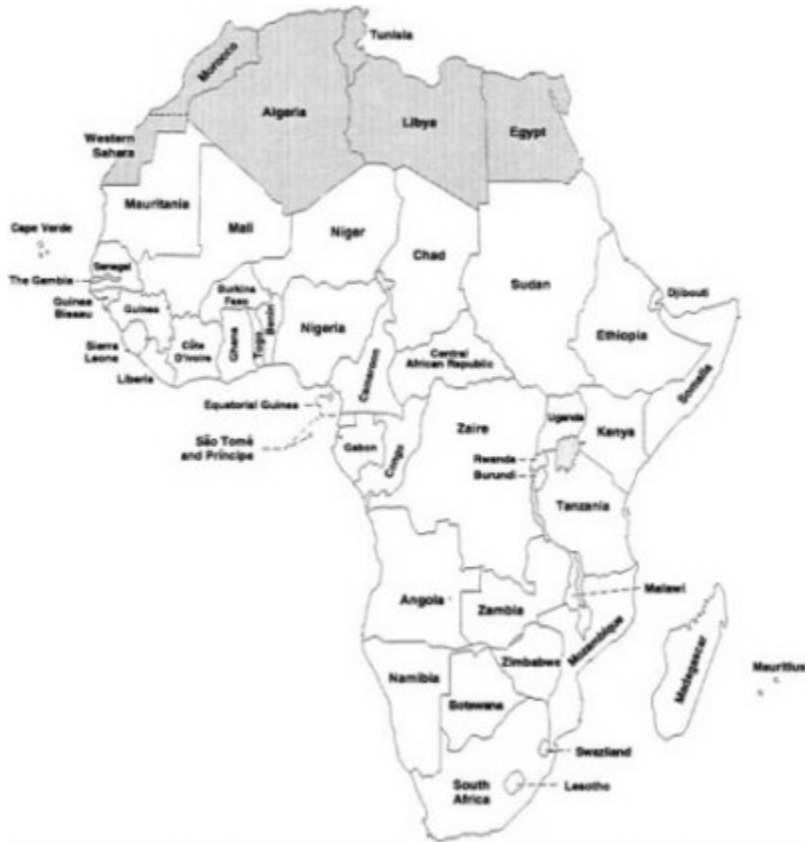 Tunisia
Morocco
Algeria
Libya
Egypt
Western
Sahara
Mauritania
Mali
Niger
Chad
Sudan
Cape Verde
Senegal
The Gambia
Guinea
Bissau
Guinea
Burkina
Faso
Benin
Togo
Ghana
Côte
D'Ivoire
Sierra
Leone
Liberia
Nigeria
Djibouti
Ethiopia
Somalia
Central
African Republic
Cameroon
Equatorial Guinea
São Tomé
and Príncipe
Gabon
Congo
Zaire
Uganda
Kanya
Rwanda
Burundi
Tanzania
Angola
Zambia
Malawi
Mozambique
Zimbabwe
Madagascar
Mauritius
Namibia
Botswana
Swaziland
South
Africa
Lesotho